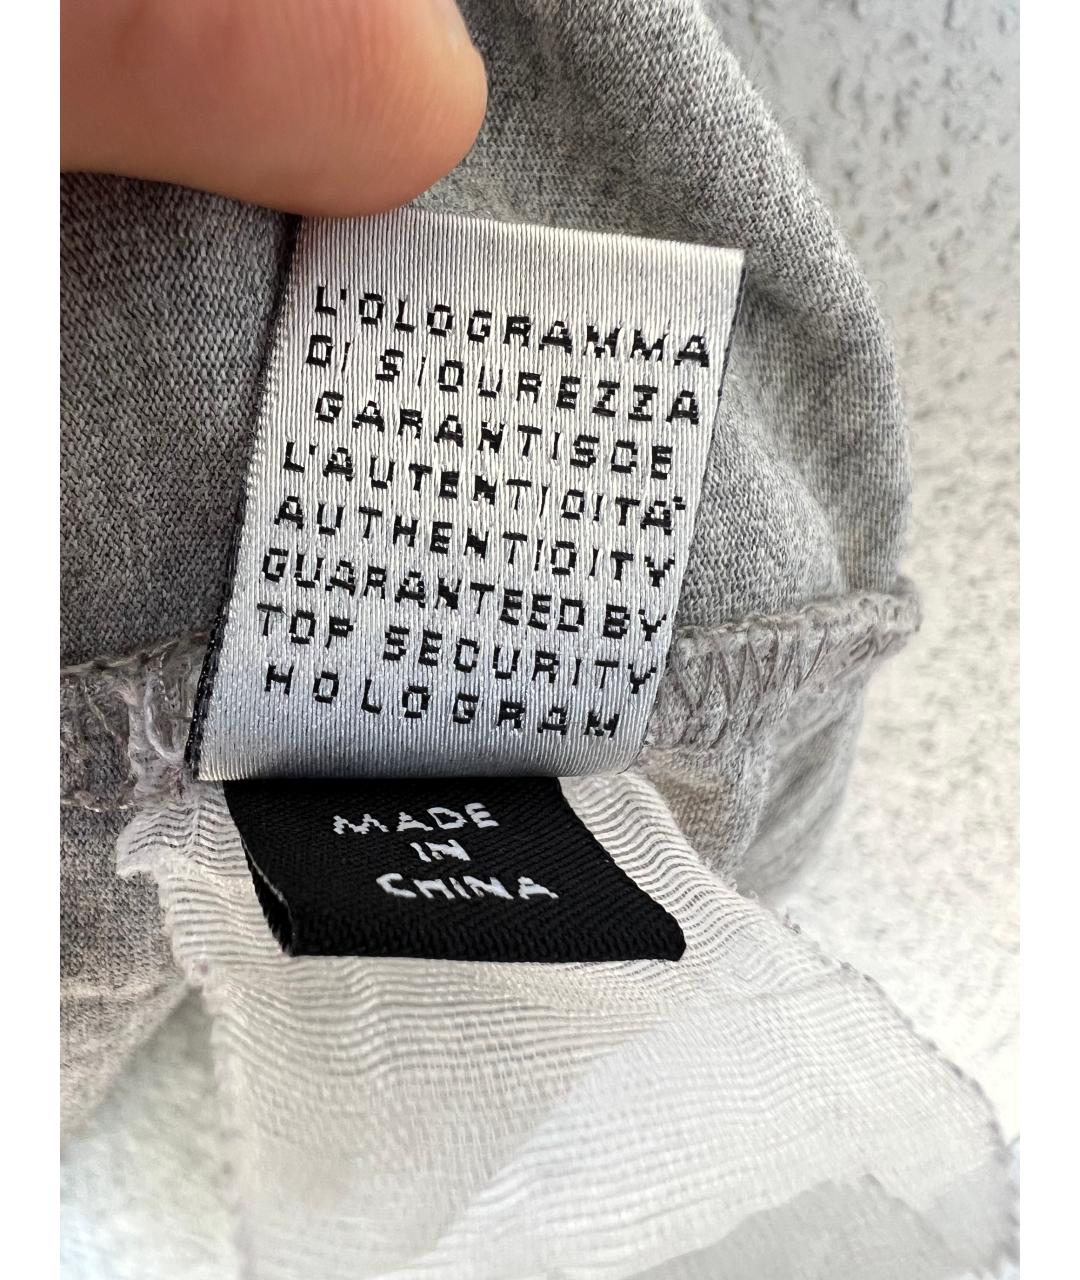 L'OLOGRAMMA
DI SICUREZZA
GARANTISCE
L'AUTENTICITA'
AUTHENTICITY
GUARANTEED BY
TOP SECURITY
HOLOGRAM
MADE
IN
CHINA